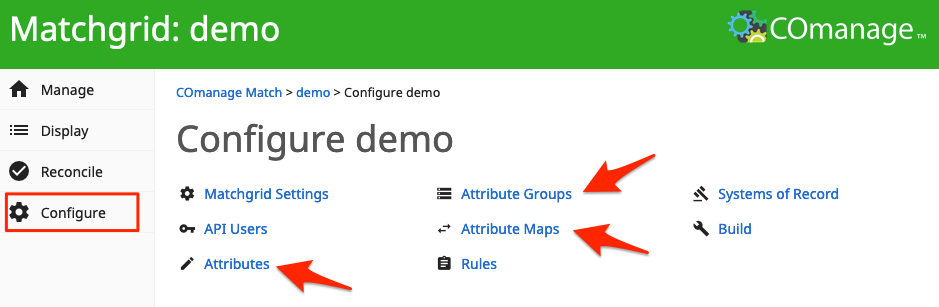 Matchgrid: demo
COmanage™
Manage
Display
Reconcile
Configure
COmanage Match > demo > Configure demo
Configure demo
Matchgrid Settings
Attribute Groups
Systems of Record
API Users
Attribute Maps
Build
Attributes
Rules